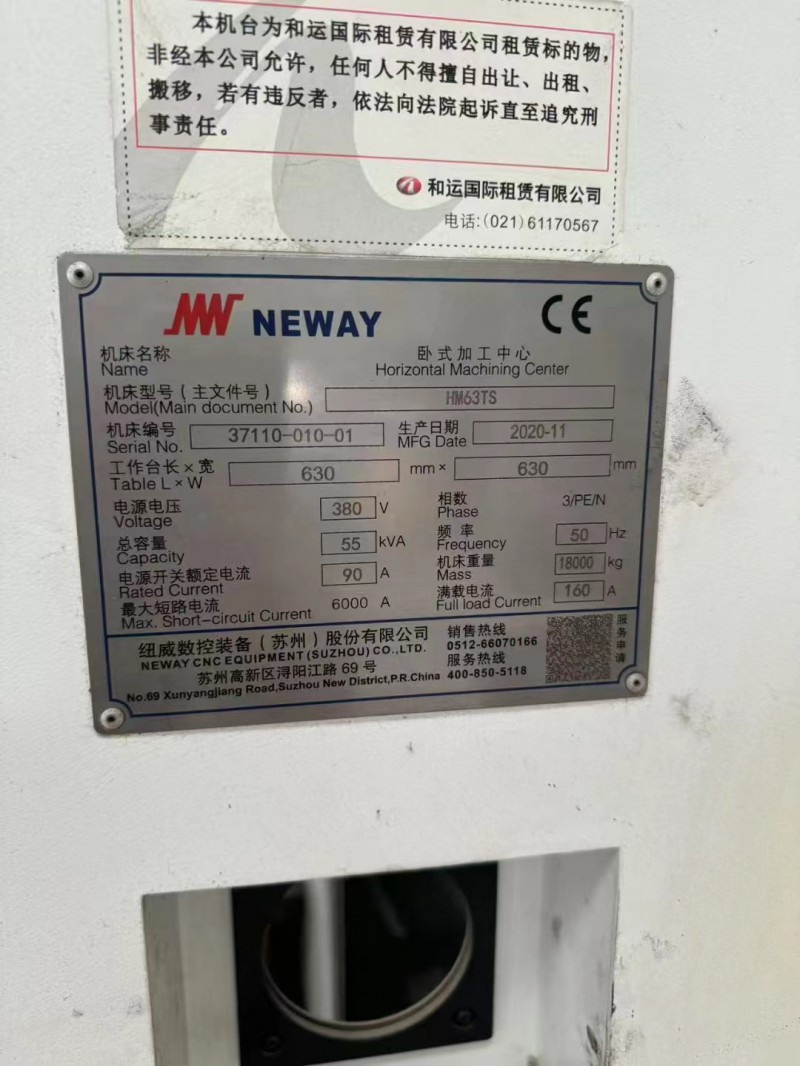 本机台为和运国际租赁有限公司租赁标的物，
非经本公司允许，任何人不得擅自出让、出租、
搬移，若有违反者，依法向法院起诉直至追究刑
事责任。
和运国际租赁有限公司
电话:(021) 61170567
NEWAY CE
机床名称 卧式加工中心
Name Horizontal Machining Center
机床型号（主文件号） HM63TS
Model(Main document No.)
机床编号 37110-010-01 生产日期 2020-11
Serial No. MFG Date
工作台长×宽 630 mm× 630 mm
Table L×W
电源电压 380 V 相数 3/PE/N
Voltage Phase
总容量 55 kVA 频率 50 Hz
Capacity Frequency
电源开关额定电流 90 A 机床重量 18000 kg
Rated Current Mass
最大短路电流 6000 A 满载电流 160 A
Max. Short-circuit Current Full load Current
纽威数控装备（苏州）股份有限公司 销售热线
NEWAY CNC EQUIPMENT (SUZHOU) CO.,LTD. 0512-66070166
苏州高新区浔阳江路 69 号 服务热线
No.69 Xunyangjiang Road,Suzhou New District,P.R.China 400-850-5118
服务申请